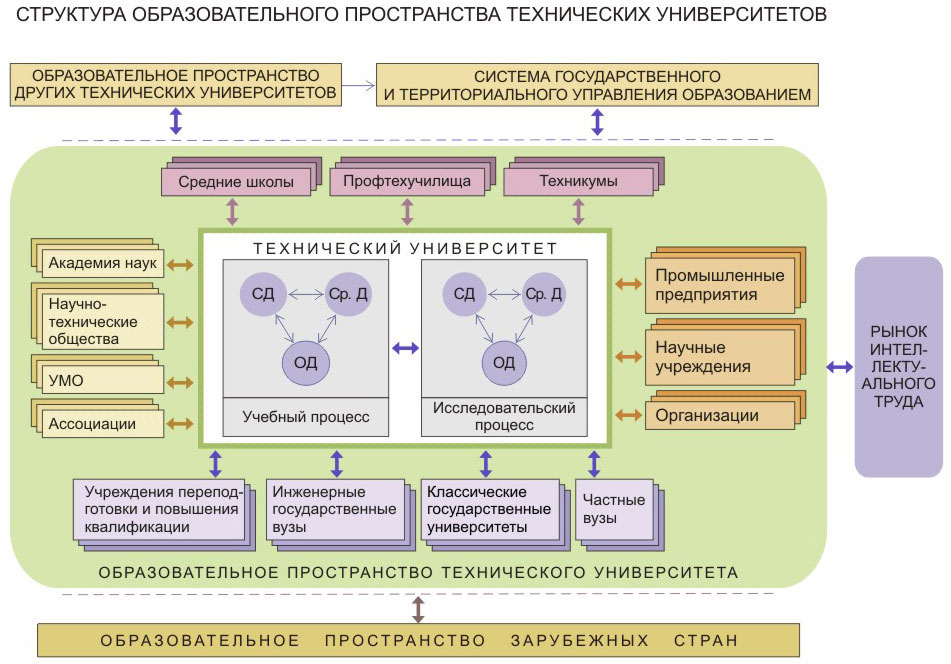 СТРУКТУРА ОБРАЗОВАТЕЛЬНОГО ПРОСТРАНСТВА ТЕХНИЧЕСКИХ УНИВЕРСИТЕТОВ
ОБРАЗОВАТЕЛЬНОЕ ПРОСТРАНСТВО
ДРУГИХ ТЕХНИЧЕСКИХ УНИВЕРСИТЕТОВ
СИСТЕМА ГОСУДАРСТВЕННОГО
И ТЕРРИТОРИАЛЬНОГО УПРАВЛЕНИЯ ОБРАЗОВАНИЕМ
Средние школы
Профтехучилища
Техникумы
ТЕХНИЧЕСКИЙ УНИВЕРСИТЕТ
Академия наук
Научно-
технические
общества
УМО
Ассоциации
СД
Ср. Д
ОД
Учебный процесс
СД
Ср. Д
ОД
Исследовательский
процесс
Промышленные
предприятия
Научные
учреждения
Организации
РЫНОК
ИНТЕЛ-
ЛЕКТУ-
АЛЬНОГО
ТРУДА
Учреждения перепод-
готовки и повышения
квалификации
Инженерные
государственные
вузы
Классические
государственные
университеты
Частные
вузы
ОБРАЗОВАТЕЛЬНОЕ ПРОСТРАНСТВО ТЕХНИЧЕСКОГО УНИВЕРСИТЕТА
ОБРАЗОВАТЕЛЬНОЕ ПРОСТРАНСТВО ЗАРУБЕЖНЫХ СТРАН